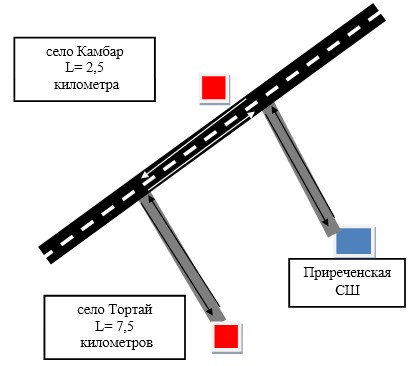 село Камбар
L= 2,5
километра
Приреченская
СШ
село Тортай
L= 7,5
километров